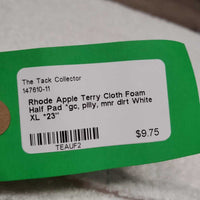 The Tack Collector
147610-11
Rhode Apple Terry Cloth Foam
Half Pad *gc, pilly, mnr dirt White
XL *23"
$9.75
TEAUF2